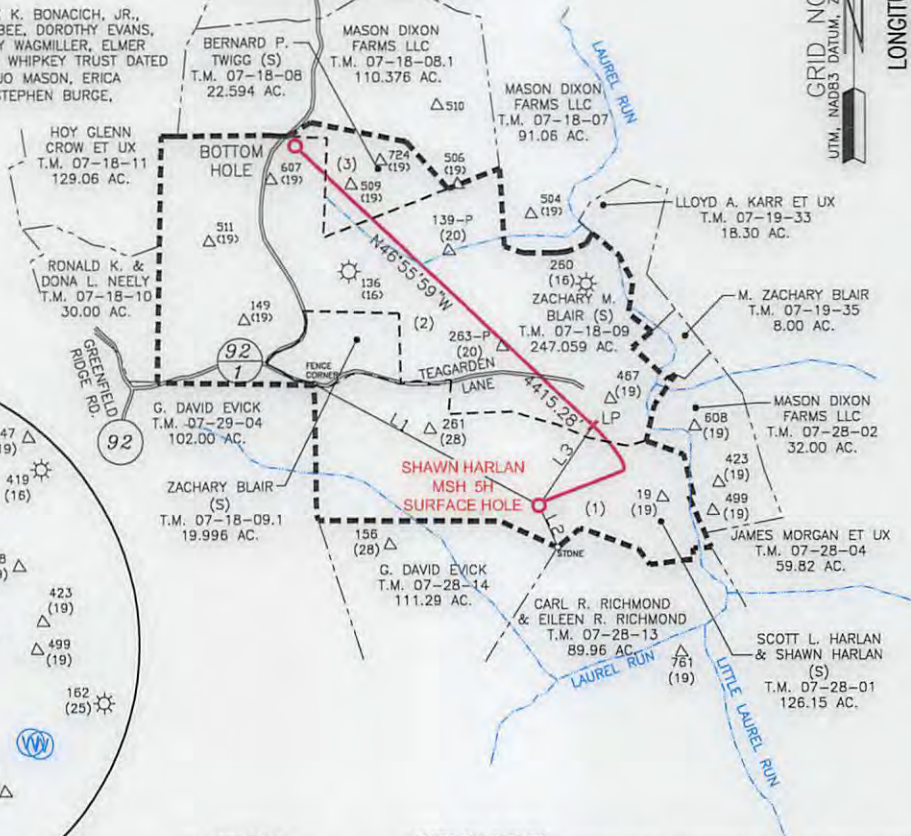 E K. BONACICH, JR.,
BEE, DOROTHY EVANS,
Y WAGMILLER, ELMER
WHIPKEY TRUST DATED
JO MASON, ERICA
STEPHEN BURGE,
BERNARD P.
TWIGG (S)
T.M. 07-18-08
22.594 AC.
MASON DIXON
FARMS LLC
T.M. 07-18-08.1
110.376 AC.
510
MASON DIXON
FARMS LLC
T.M. 07-18-07
91.06 AC.
LAUREL RUN
GRID NO
UTM, NAD83 DATUM, Z
LONGITU
HOY GLENN
CROW ET UX
T.M. 07-18-11
129.06 AC.
BOTTOM
HOLE
607
(19)
(3)
724
(19)
509
(19)
506
(19)
504
(19)
511
(19)
139-P
(20)
LLOYD A. KARR ET UX
T.M. 07-19-33
18.30 AC.
RONALD K. &
DONA L. NEELY
T.M. 07-18-10
30.00 AC.
N46°55'59"W
136
(16)
260
(16)
ZACHARY M.
BLAIR (S)
T.M. 07-18-09
247.059 AC.
M. ZACHARY BLAIR
T.M. 07-19-35
8.00 AC.
149
(19)
(2)
263-P
(20)
GREENFIELD
RIDGE RD.
92
1
92
FENCE
CORNER
TEAGARDEN
LANE
4415.28'
467
(19)
LP
MASON DIXON
FARMS LLC
T.M. 07-28-02
32.00 AC.
608
(19)
G. DAVID EVICK
T.M. 07-29-04
102.00 AC.
L1
261
(28)
L3
SHAWN HARLAN
MSH 5H
SURFACE HOLE
L2
(1)
19
(19)
423
(19)
499
(19)
ZACHARY BLAIR
(S)
T.M. 07-18-09.1
19.996 AC.
156
(28)
STONE
JAMES MORGAN ET UX
T.M. 07-28-04
59.82 AC.
G. DAVID EVICK
T.M. 07-28-14
111.29 AC.
CARL R. RICHMOND
& EILEEN R. RICHMOND
T.M. 07-28-13
89.96 AC.
LAUREL RUN
761
(19)
LITTLE LAUREL RUN
SCOTT L. HARLAN
& SHAWN HARLAN
(S)
T.M. 07-28-01
126.15 AC.
47
19)
419
(16)
8
9)
423
(19)
499
(19)
162
(25)
W